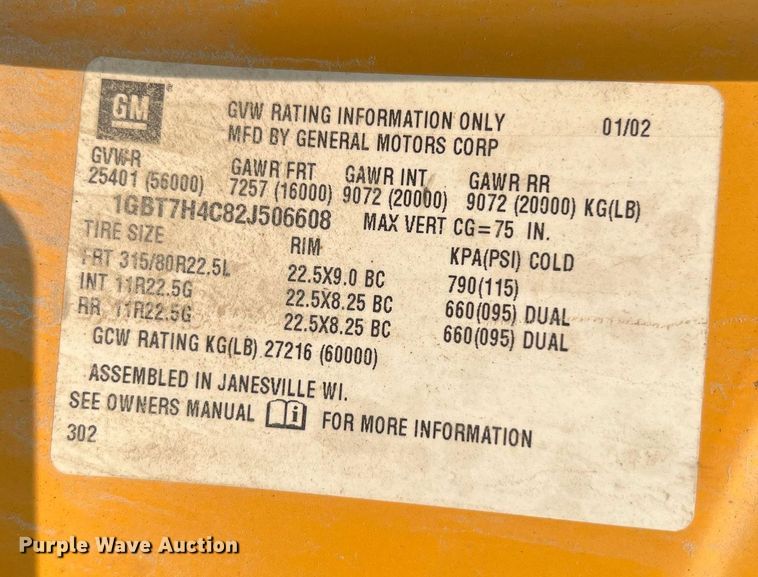 GM
GVW RATING INFORMATION ONLY 01/02
MFD BY GENERAL MOTORS CORP
GVWR GAWR FRT GAWR INT GAWR RR
25401 (56000) 7257 (16000) 9072 (20000) 9072 (20000) KG(LB)
1GBT7H4C82J506608 MAX VERT CG=75 IN.
TIRE SIZE RIM KPA(PSI) COLD
FRT 315/80R22.5L 22.5X9.0 BC 790(115)
INT 11R22.5G 22.5X8.25 BC 660(095) DUAL
RR 11R22.5G 22.5X8.25 BC 660(095) DUAL
GCW RATING KG(LB) 27216 (60000)
ASSEMBLED IN JANESVILLE WI.
SEE OWNERS MANUAL i FOR MORE INFORMATION
302
Purple Wave Auction